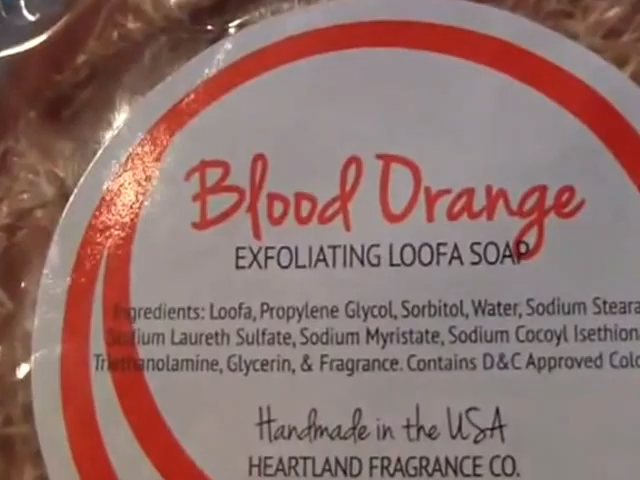 Blood Orange
EXFOLIATING LOOFA SOAP
Ingredients: Loofa, Propylene Glycol, Sorbitol, Water, Sodium Steara
Sodium Laureth Sulfate, Sodium Myristate, Sodium Cocoyl Isethion
Triethanolamine, Glycerin, & Fragrance. Contains D&C Approved Colo
Handmade in the USA
HEARTLAND FRAGRANCE CO.